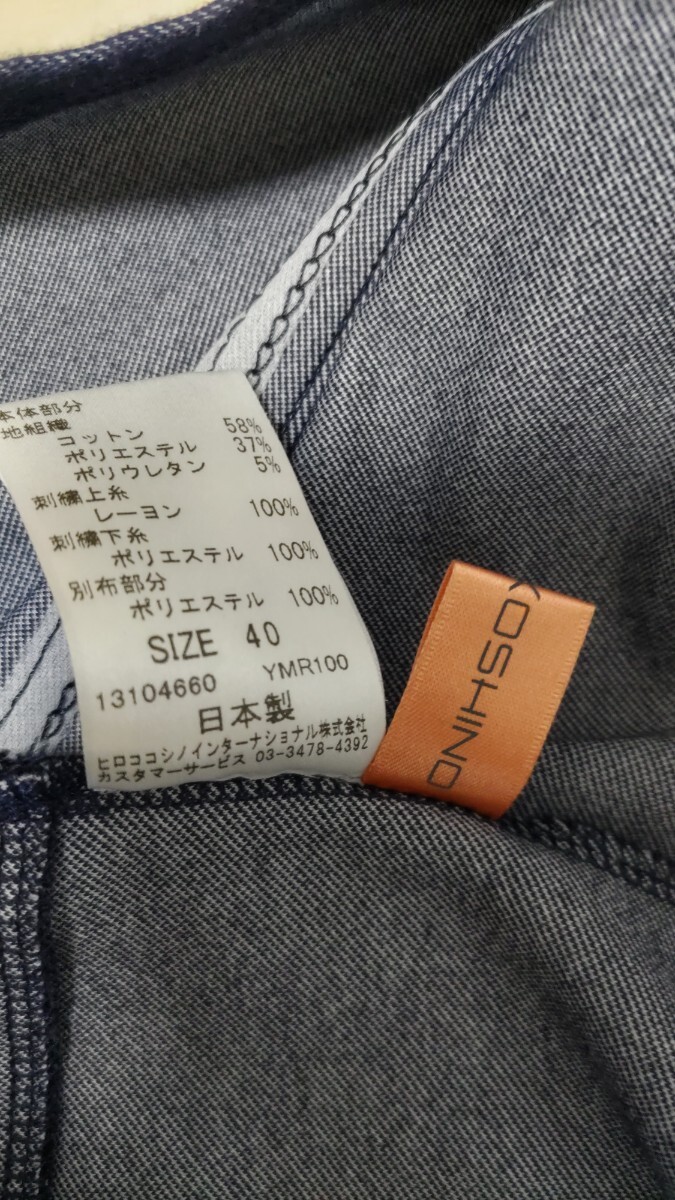 本体部分
地組織
コットン 58%
ポリエステル 37%
ポリウレタン 5%
刺繍上糸
レーヨン 100%
刺繍下糸
ポリエステル 100%
別布部分
ポリエステル 100%
SIZE 40
13104660 YMR100
日本製
ヒロココシノインターナショナル株式会社
カスタマーサービス 03-3478-4392
OSHINO